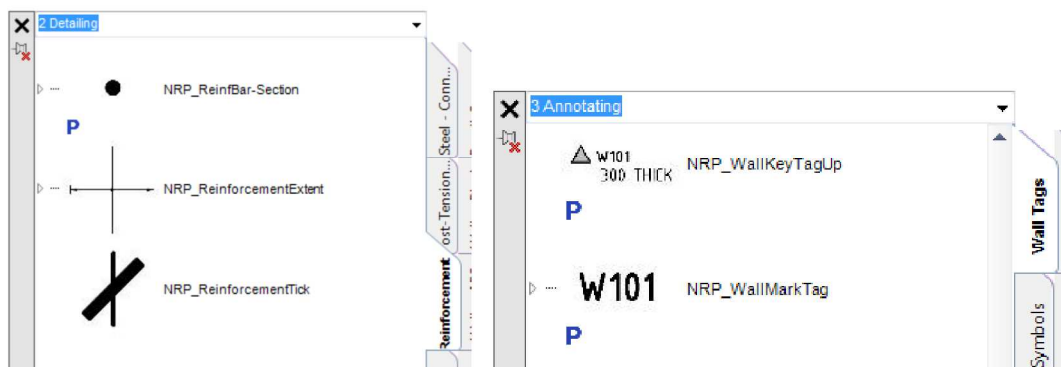 2 Detailing
NRP_ReinfBar-Section
P
NRP_ReinforcementExtent
NRP_ReinforcementTick
Steel - Conn...
ost-Tension...
Reinforcement
3 Annotating
W101
300 THICK
NRP_WallKeyTagUp
P
W101
NRP_WallMarkTag
P
Wall Tags
Symbols